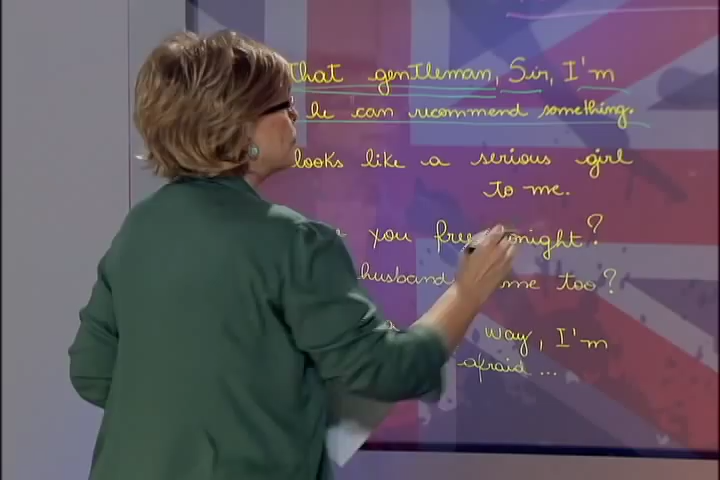 that gentleman, Sir, I'm
he can recommend something.
looks like a serious girl
to me.
you free tonight?
husband me too?
way, I'm
afraid...